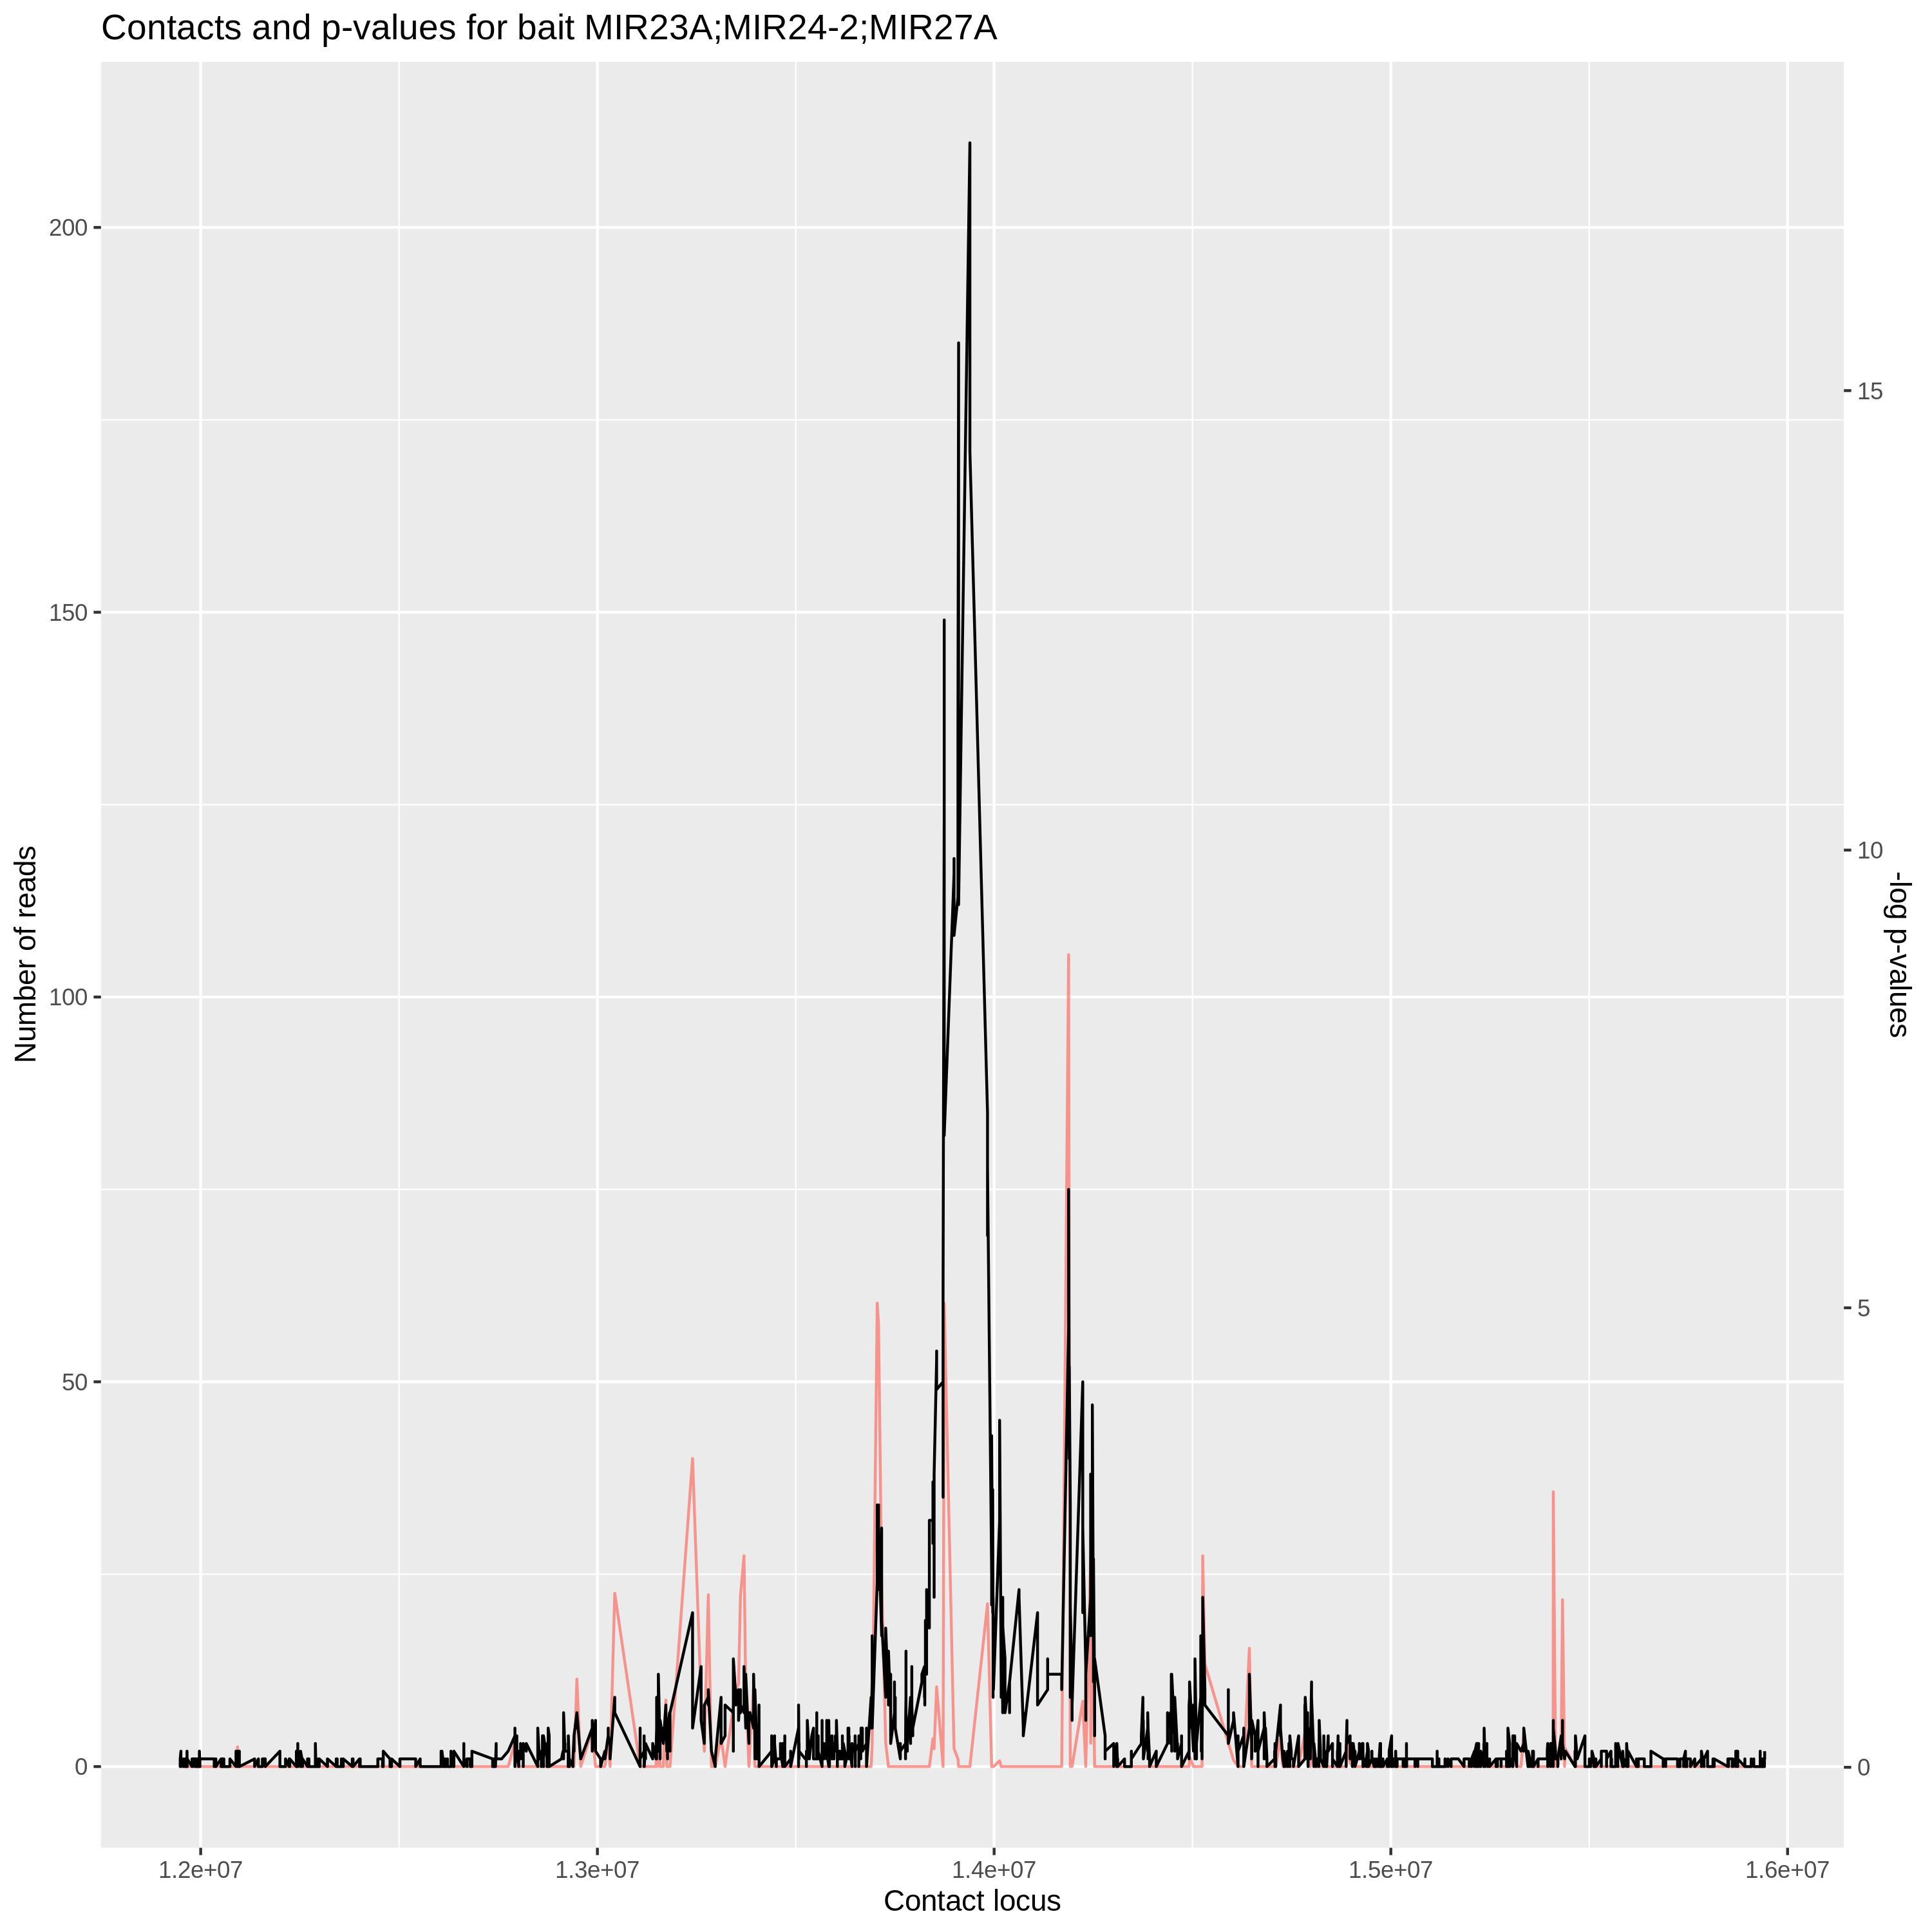 Contacts and p-values for bait MIR23A;MIR24-2;MIR27A
200
150
100
50
0
Number of reads
15
10
5
0
-log p-values
1.2e+07
1.3e+07
1.4e+07
1.5e+07
1.6e+07
Contact locus